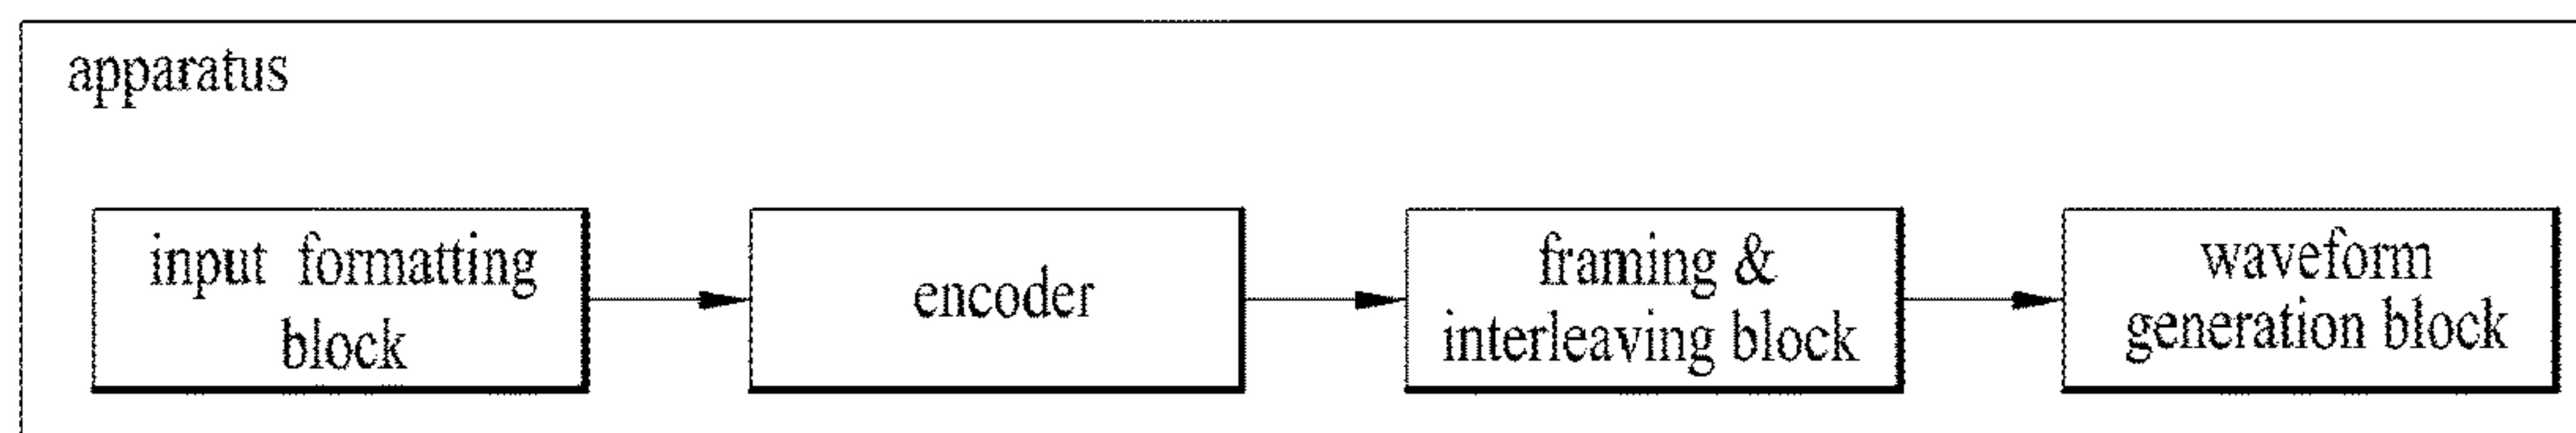 apparatus
input formatting
block
encoder
framing &
interleaving block
waveform
generation block